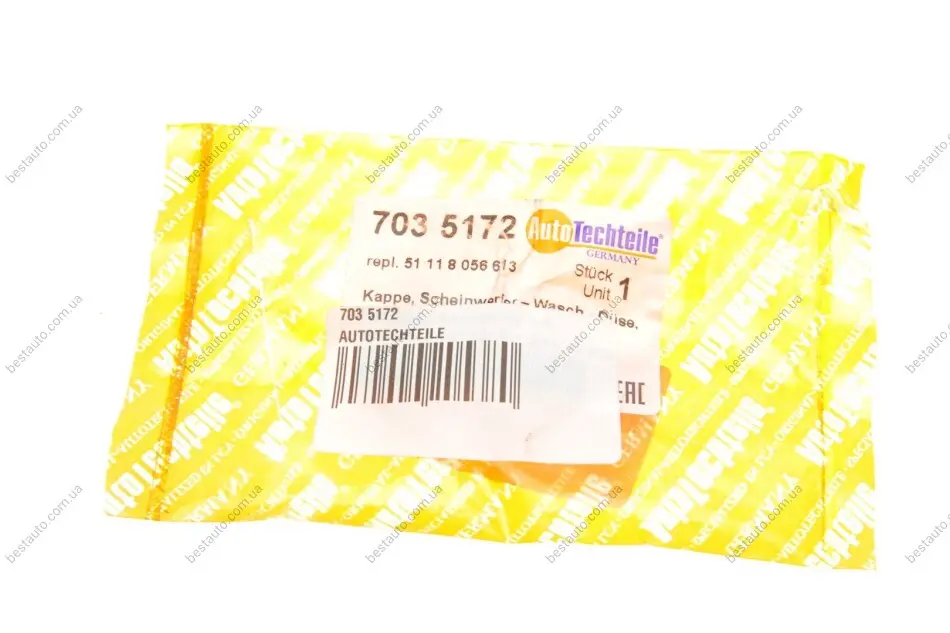 703 5172
AutoTechteile
GERMANY
repl. 51 11 8 056 613
Stück
Unit 1
Kappe, Scheinwerfer – Wasch, Düse,
703 5172
AUTOTECHTEILE
EAC
bestauto.com.ua